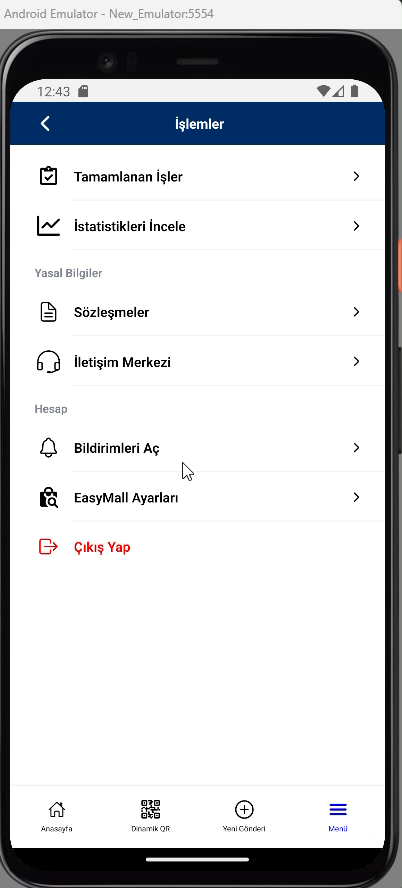 Android Emulator - New_Emulator:5554
12:43
İşlemler
Tamamlanan İşler
İstatistikleri İncele
Yasal Bilgiler
Sözleşmeler
İletişim Merkezi
Hesap
Bildirimleri Aç
EasyMall Ayarları
Çıkış Yap
Anasayfa
Dinamik QR
Yeni Gönderi
Menü